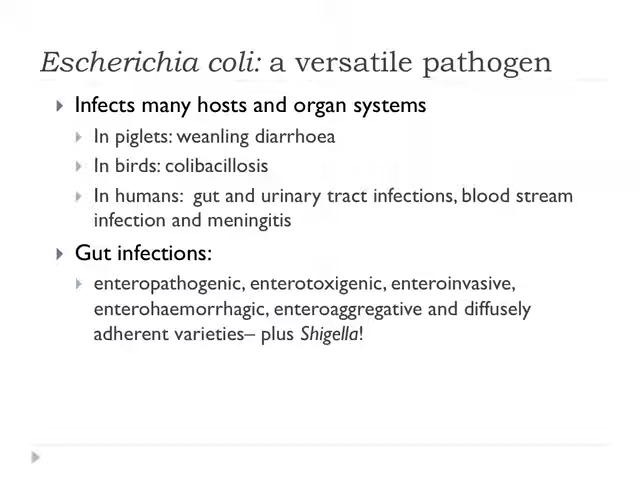 Escherichia coli: a versatile pathogen
Infects many hosts and organ systems
In piglets: weanling diarrhoea
In birds: colibacillosis
In humans: gut and urinary tract infections, blood stream
infection and meningitis
Gut infections:
enteropathogenic, enterotoxigenic, enteroinvasive,
enterohaemorrhagic, enteroaggregative and diffusely
adherent varieties– plus Shigella!